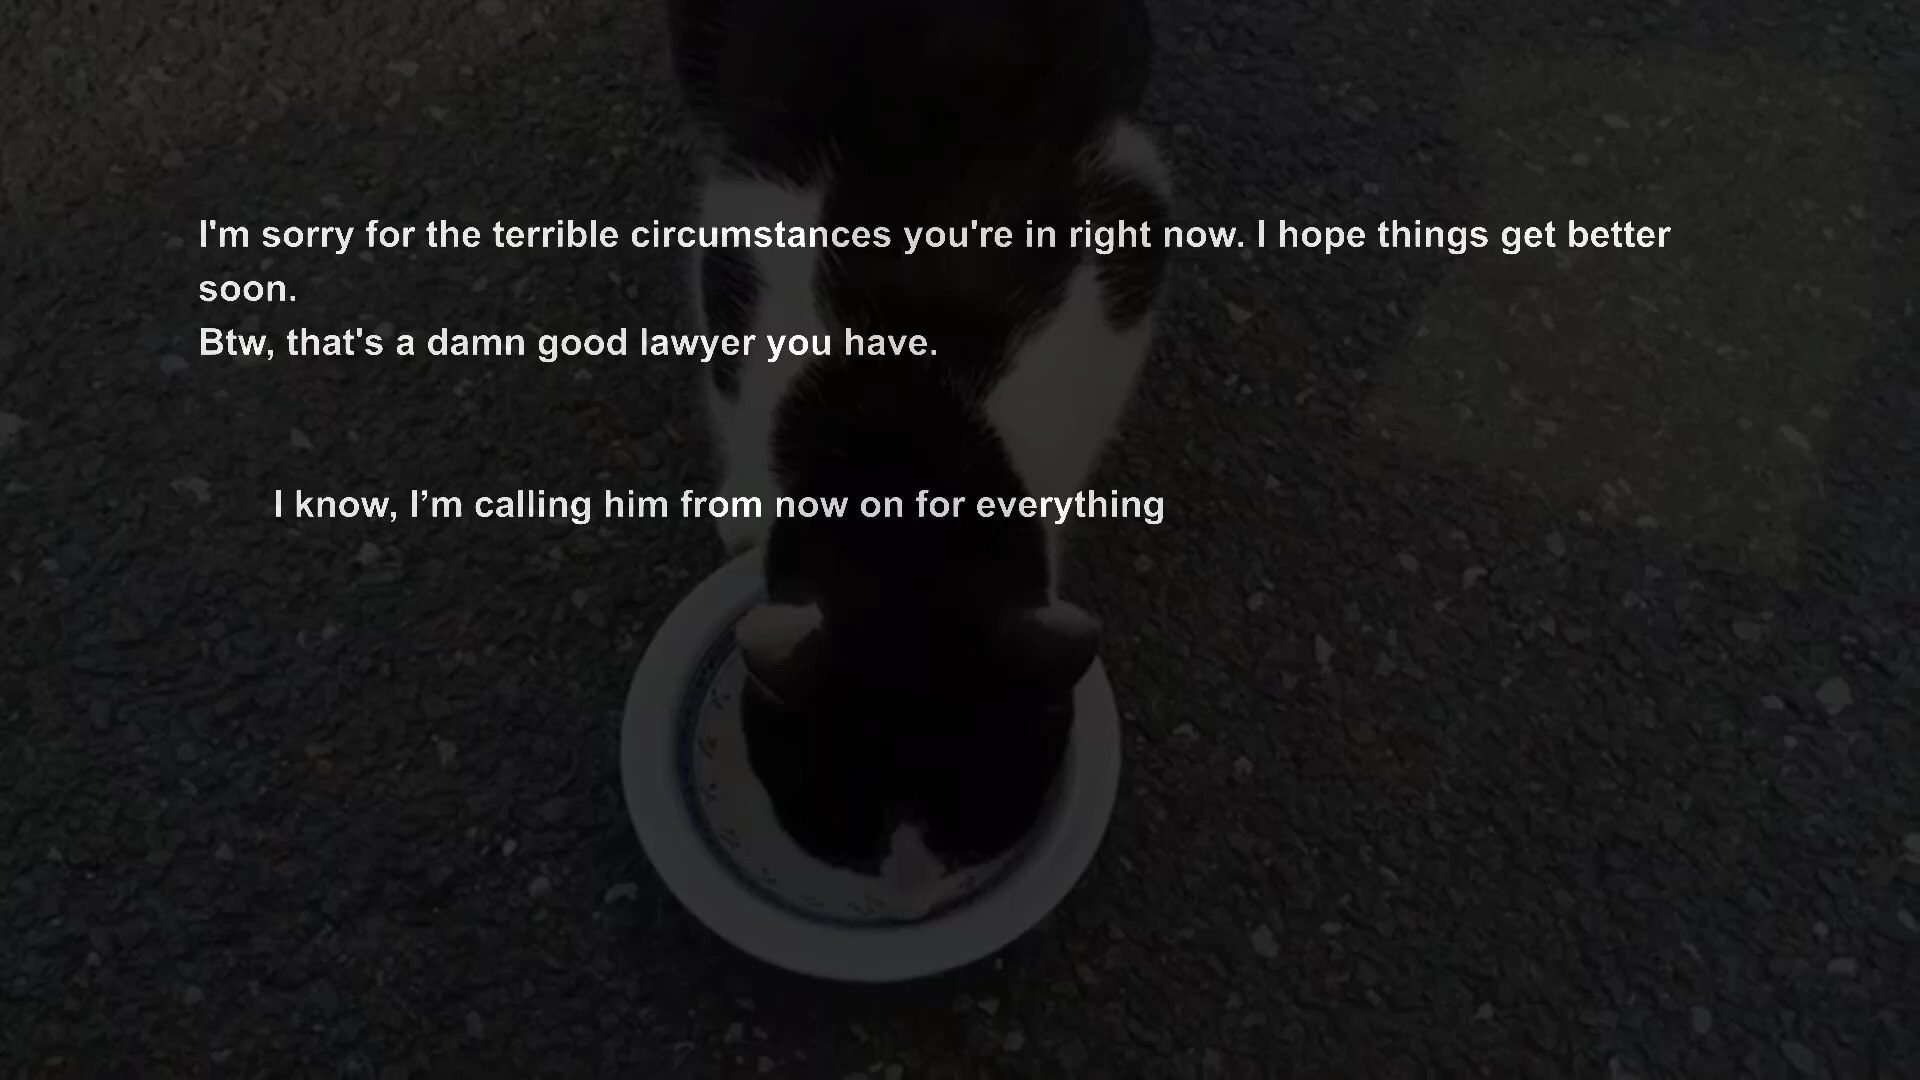 I'm sorry for the terrible circumstances you're in right now. I hope things get better
soon.
Btw, that's a damn good lawyer you have.
I know, I’m calling him from now on for everything